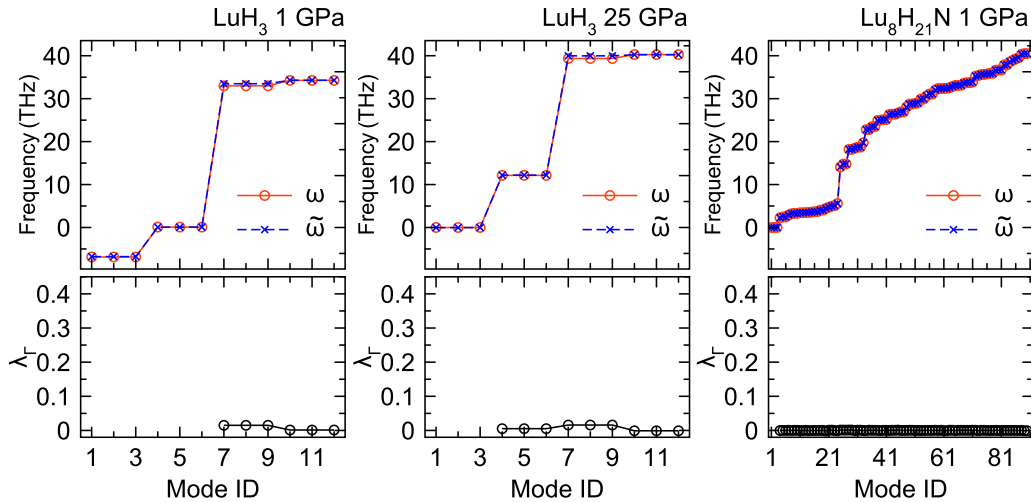 LuH3 1 GPa
Frequency (THz)
40
30
20
10
0
ω
ω̃
λΓ
0.4
0.3
0.2
0.1
0
1 3 5 7 9 11
Mode ID
LuH3 25 GPa
Frequency (THz)
40
30
20
10
0
ω
ω̃
λΓ
0.4
0.3
0.2
0.1
0
1 3 5 7 9 11
Mode ID
Lu8H21N 1 GPa
Frequency (THz)
40
30
20
10
0
ω
ω̃
λΓ
0.4
0.3
0.2
0.1
0
1 21 41 61 81
Mode ID